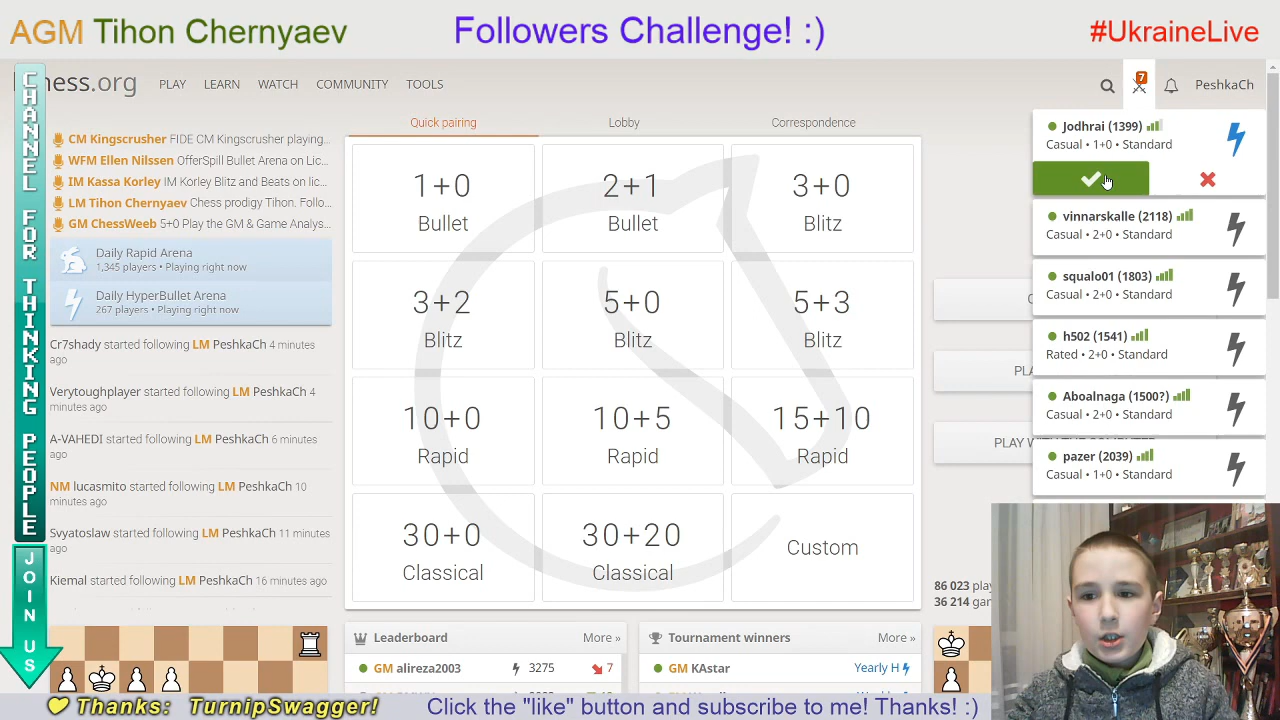 AGM Tihon Chernyaev
Followers Challenge! :)
#UkraineLive
hess.org
PLAY
LEARN
WATCH
COMMUNITY
TOOLS
7
PeshkaCh
CHANNEL FOR THINKING PEOPLE
JOIN US
CM Kingscrusher FIDE CM Kingscrusher playing...
WFM Ellen Nilssen OfferSpill Bullet Arena on Lic...
IM Kassa Korley IM Korley Blitz and Beats on lic...
LM Tihon Chernyaev Chess prodigy Tihon. Follo...
GM ChessWeeb 5+0 Play the GM & Game Analys...
Daily Rapid Arena
1,345 players • Playing right now
Daily HyperBullet Arena
267 players • Playing right now
Cr7shady started following LM PeshkaCh 4 minutes
ago
Verytoughplayer started following LM PeshkaCh 4
minutes ago
A-VAHEDI started following LM PeshkaCh 6 minutes
ago
NM lucasmito started following LM PeshkaCh 10
minutes ago
Svyatoslaw started following LM PeshkaCh 11 minutes
ago
Kiemal started following LM PeshkaCh 16 minutes ago
Quick pairing
Lobby
Correspondence
1+0
Bullet
2+1
Bullet
3+0
Blitz
3+2
Blitz
5+0
Blitz
5+3
Blitz
10+0
Rapid
10+5
Rapid
15+10
Rapid
30+0
Classical
30+20
Classical
Custom
Jodhrai (1399)
Casual • 1+0 • Standard
vinnarskalle (2118)
Casual • 2+0 • Standard
squalo01 (1803)
Casual • 2+0 • Standard
h502 (1541)
Rated • 2+0 • Standard
Aboalnaga (1500?)
Casual • 2+0 • Standard
pazer (2039)
Casual • 1+0 • Standard
PLAY WITH THE COMPUTER
86 023 play
36 214 gam
Leaderboard
More »
GM alireza2003
3275
7
Tournament winners
More »
GM KAstar
Yearly H
Thanks: TurnipSwagger!
Click the "like" button and subscribe to me! Thanks! :)